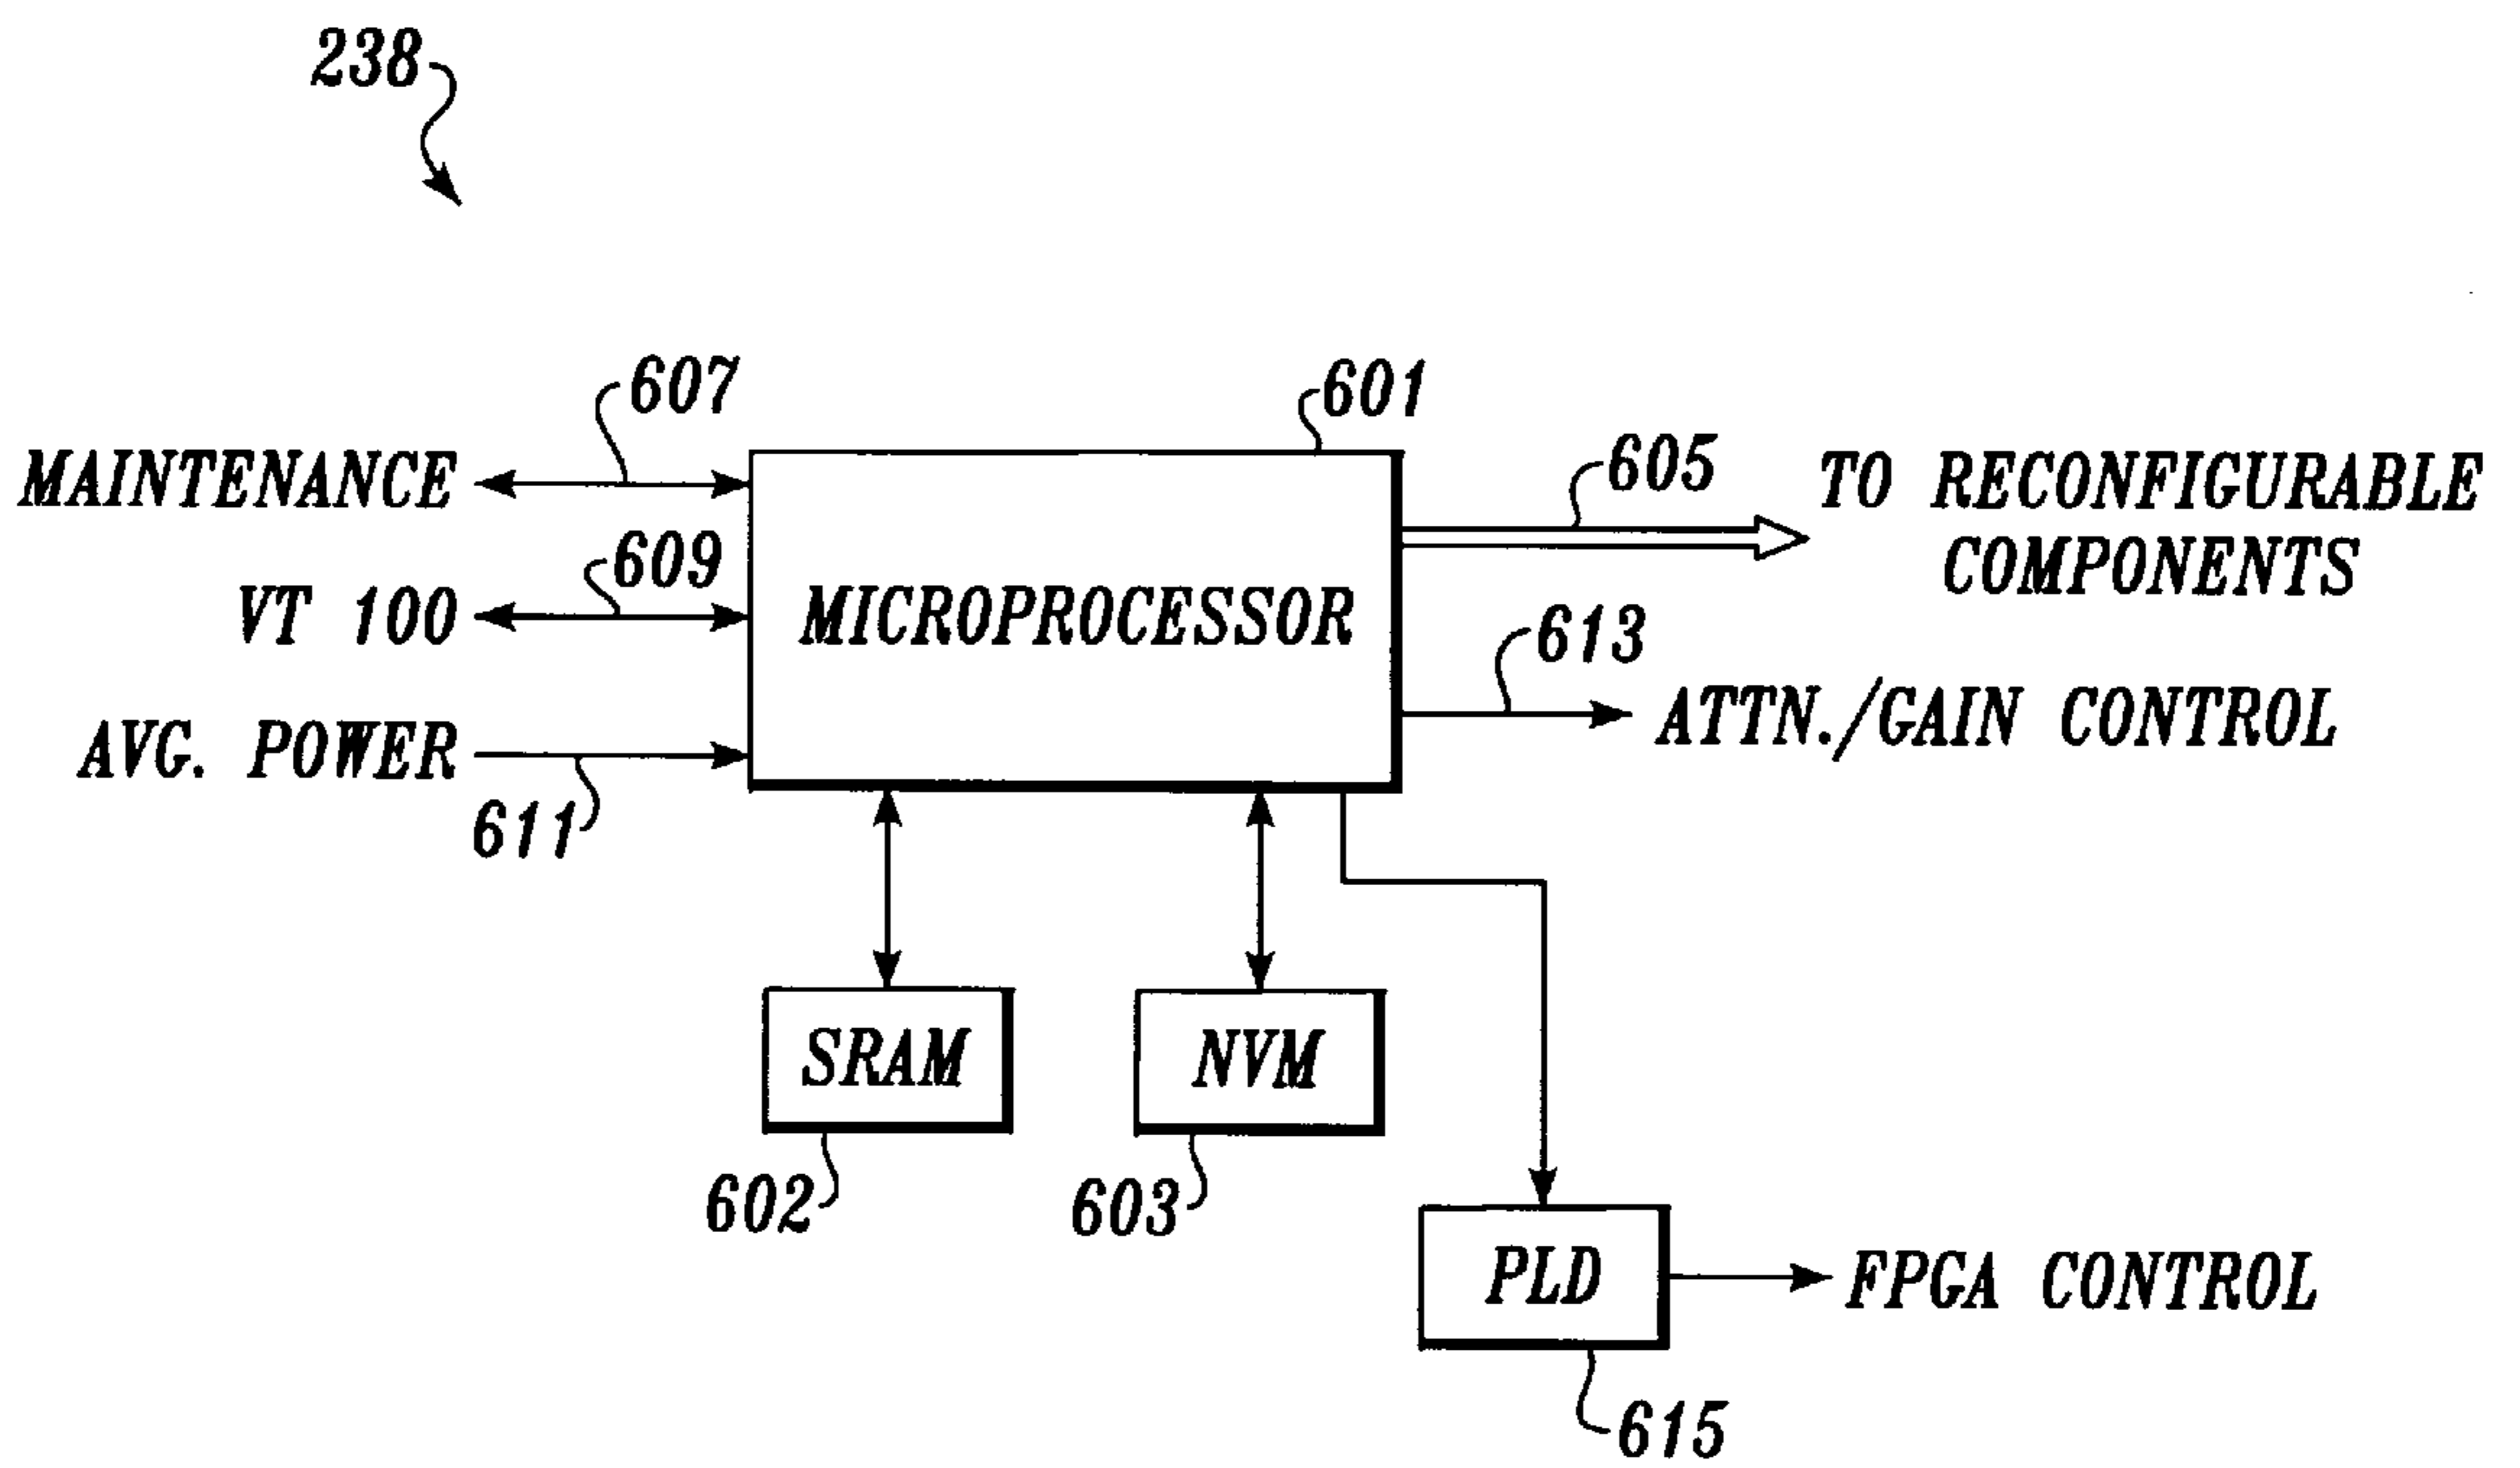 238
607
601
605
MAINTENANCE
TO RECONFIGURABLE
COMPONENTS
609
VT 100
MICROPROCESSOR
613
ATTN./GAIN CONTROL
AVG. POWER
611
SRAM
NVM
602
603
PLD
FPGA CONTROL
615